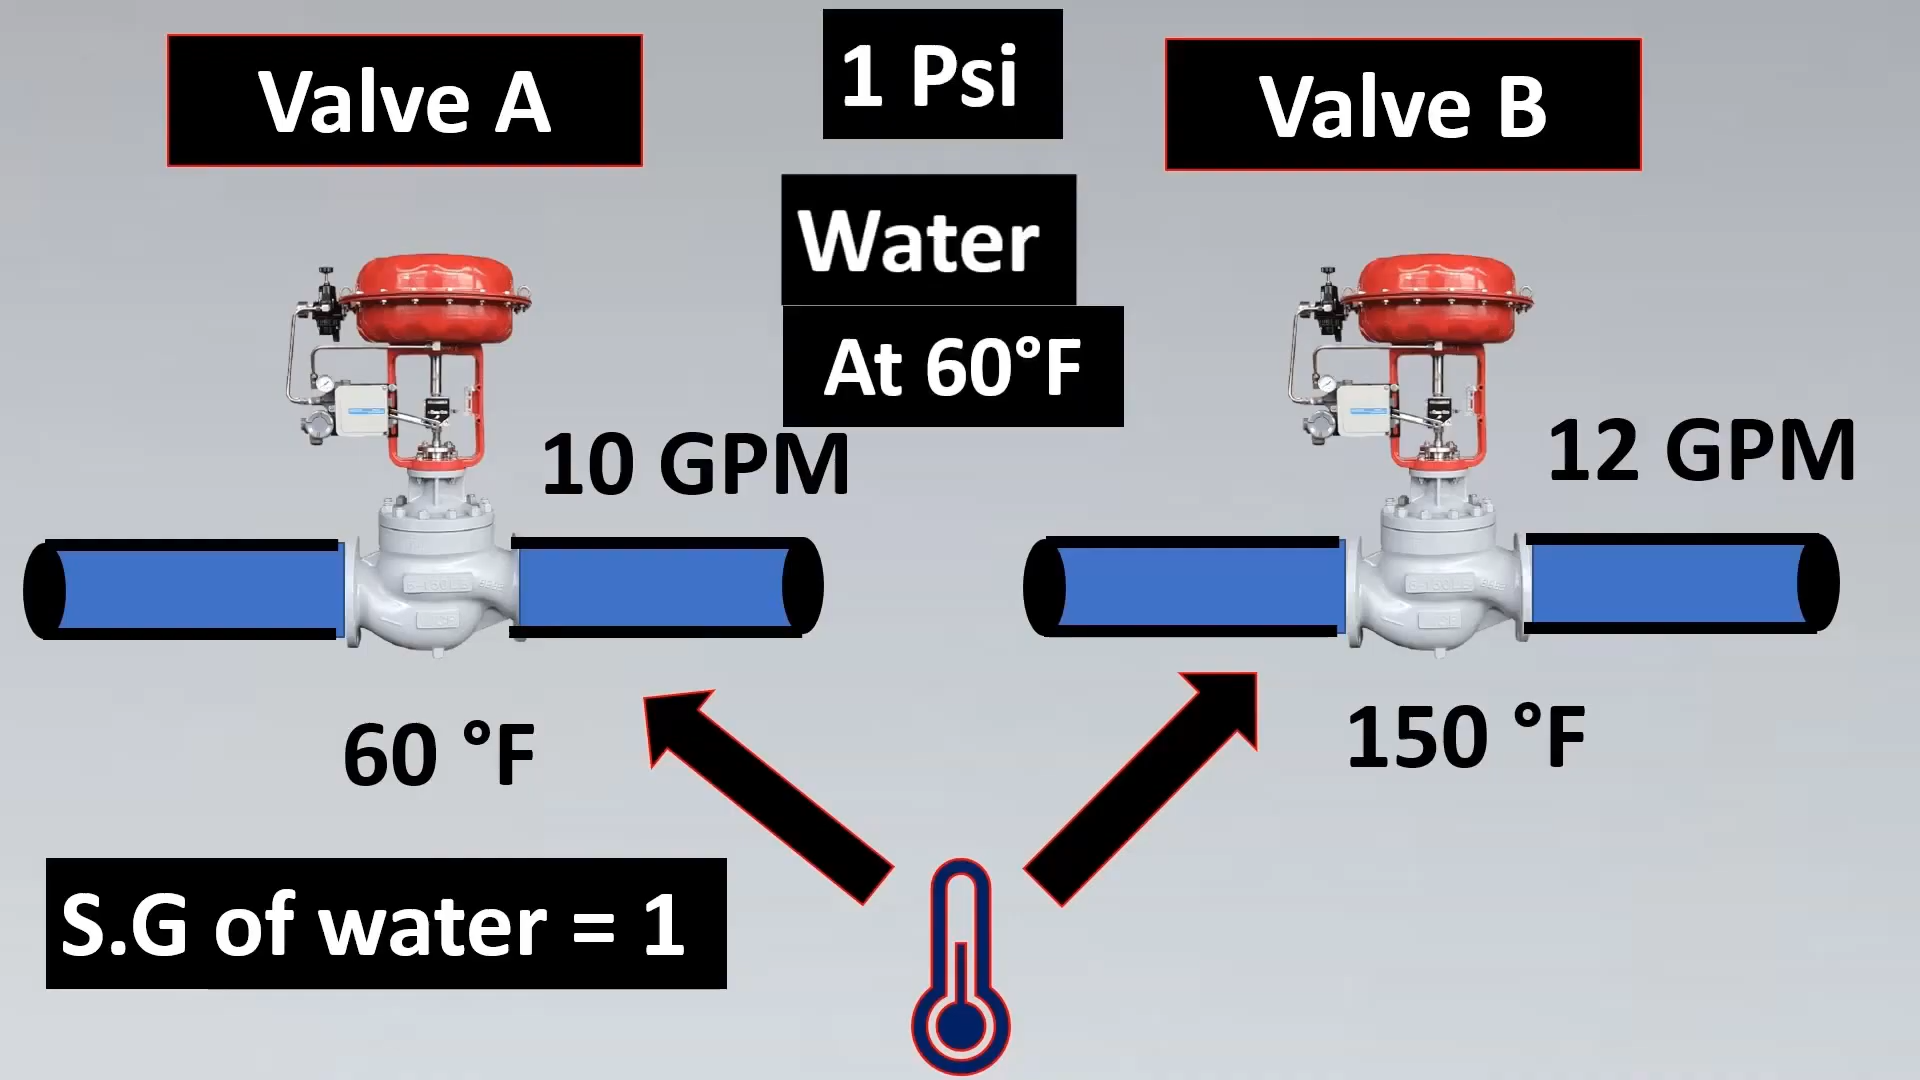 Valve A
1 Psi
Valve B
Water
At 60°F
10 GPM
12 GPM
60 °F
150 °F
S.G of water = 1